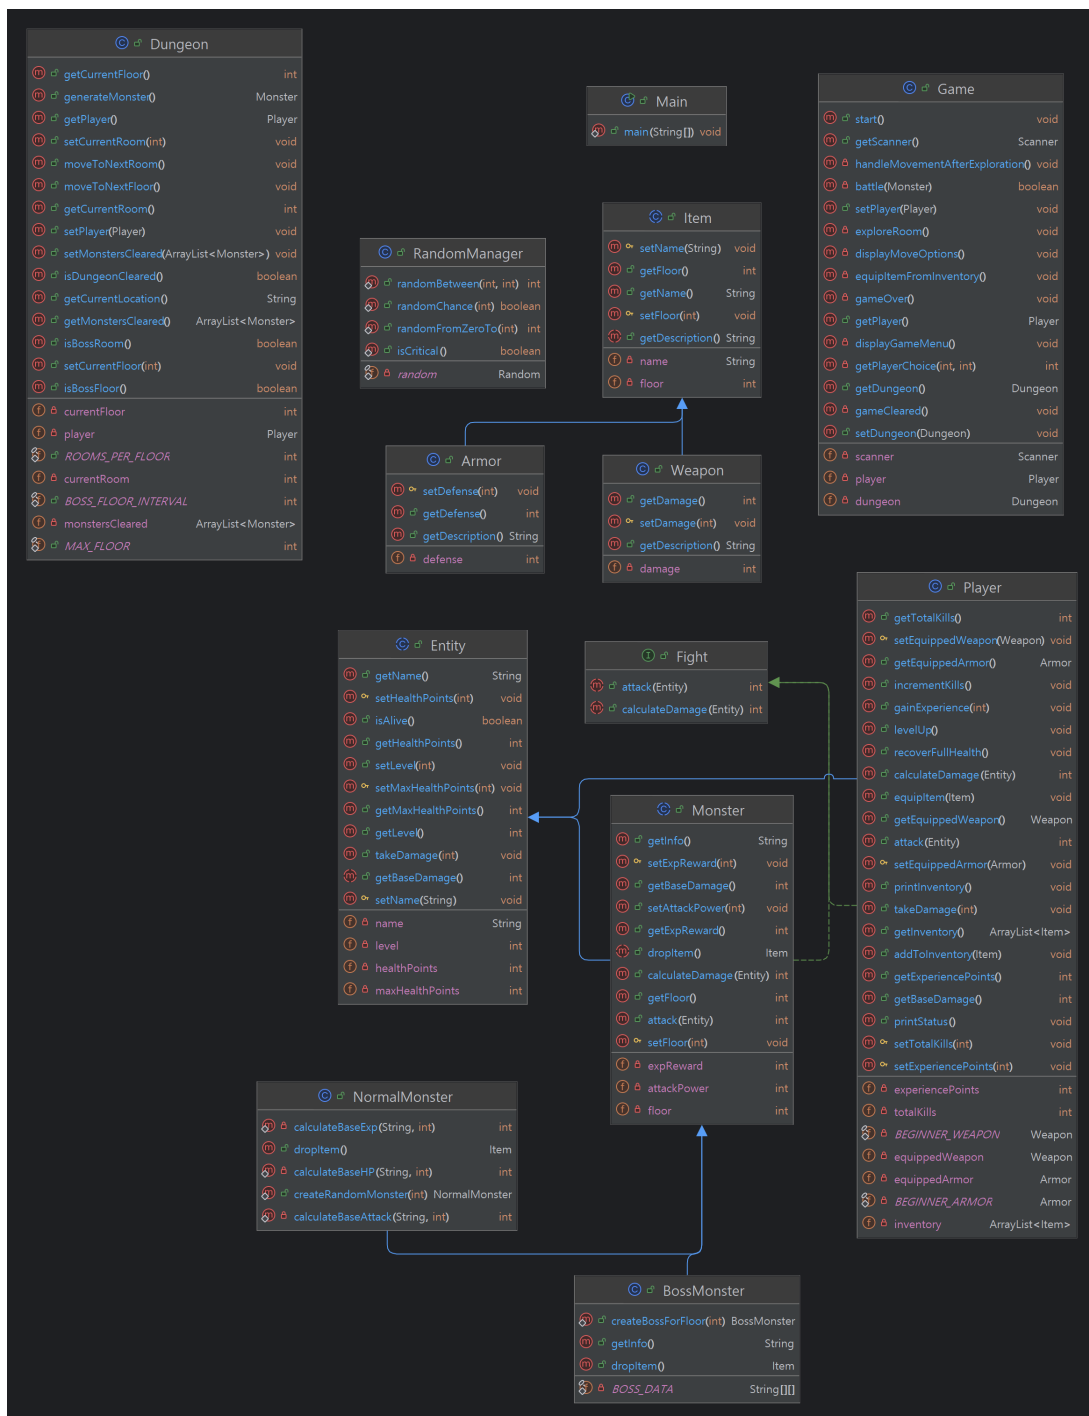 Dungeon
getCurrentFloor() int
generateMonster() Monster
getPlayer() Player
setCurrentRoom(int) void
moveToNextRoom() void
moveToNextFloor() void
getCurrentRoom() int
setPlayer(Player) void
setMonstersCleared(ArrayList<Monster>) void
isDungeonCleared() boolean
getCurrentLocation() String
getMonstersCleared() ArrayList<Monster>
isBossRoom() boolean
setCurrentFloor(int) void
isBossFloor() boolean
currentFloor int
player Player
ROOMS_PER_FLOOR int
currentRoom int
BOSS_FLOOR_INTERVAL int
monstersCleared ArrayList<Monster>
MAX_FLOOR int
Main
main(String[]) void
Game
start() void
getScanner() Scanner
handleMovementAfterExploration() void
battle(Monster) boolean
setPlayer(Player) void
exploreRoom() void
displayMoveOptions() void
equipItemFromInventory() void
gameOver() void
getPlayer() Player
displayGameMenu() void
getPlayerChoice(int, int) int
getDungeon() Dungeon
gameCleared() void
setDungeon(Dungeon) void
scanner Scanner
player Player
dungeon Dungeon
RandomManager
randomBetween(int, int) int
randomChance(int) boolean
randomFromZeroTo(int) int
isCritical() boolean
random Random
Item
setName(String) void
getFloor() int
getName() String
setFloor(int) void
getDescription() String
name String
floor int
Armor
setDefense(int) void
getDefense() int
getDescription() String
defense int
Weapon
getDamage() int
setDamage(int) void
getDescription() String
damage int
Entity
getName() String
setHealthPoints(int) void
isAlive() boolean
getHealthPoints() int
setLevel(int) void
setMaxHealthPoints(int) void
getMaxHealthPoints() int
getLevel() int
takeDamage(int) void
getBaseDamage() int
setName(String) void
name String
level int
healthPoints int
maxHealthPoints int
Fight
attack(Entity) int
calculateDamage(Entity) int
Player
getTotalKills() int
setEquippedWeapon(Weapon) void
getEquippedArmor() Armor
incrementKills() void
gainExperience(int) void
levelUp() void
recoverFullHealth() void
calculateDamage(Entity) int
equipItem(Item) void
getEquippedWeapon() Weapon
attack(Entity) int
setEquippedArmor(Armor) void
printInventory() void
takeDamage(int) void
getInventory() ArrayList<Item>
addToInventory(Item) void
getExperiencePoints() int
getBaseDamage() int
printStatus() void
setTotalKills(int) void
setExperiencePoints(int) void
experiencePoints int
totalKills int
BEGINNER_WEAPON Weapon
equippedWeapon Weapon
equippedArmor Armor
BEGINNER_ARMOR Armor
inventory ArrayList<Item>
Monster
getInfo() String
setExpReward(int) void
getBaseDamage() int
setAttackPower(int) void
getExpReward() int
dropItem() Item
calculateDamage(Entity) int
getFloor() int
attack(Entity) int
setFloor(int) void
expReward int
attackPower int
floor int
NormalMonster
calculateBaseExp(String, int) int
dropItem() Item
calculateBaseHP(String, int) int
createRandomMonster(int) NormalMonster
calculateBaseAttack(String, int) int
BossMonster
createBossForFloor(int) BossMonster
getInfo() String
dropItem() Item
BOSS_DATA String[][]